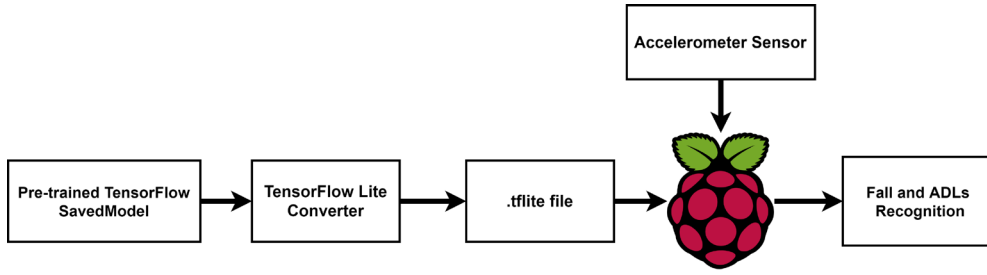 Accelerometer Sensor
Pre-trained TensorFlow
SavedModel
TensorFlow Lite
Converter
.tflite file
Fall and ADLs
Recognition